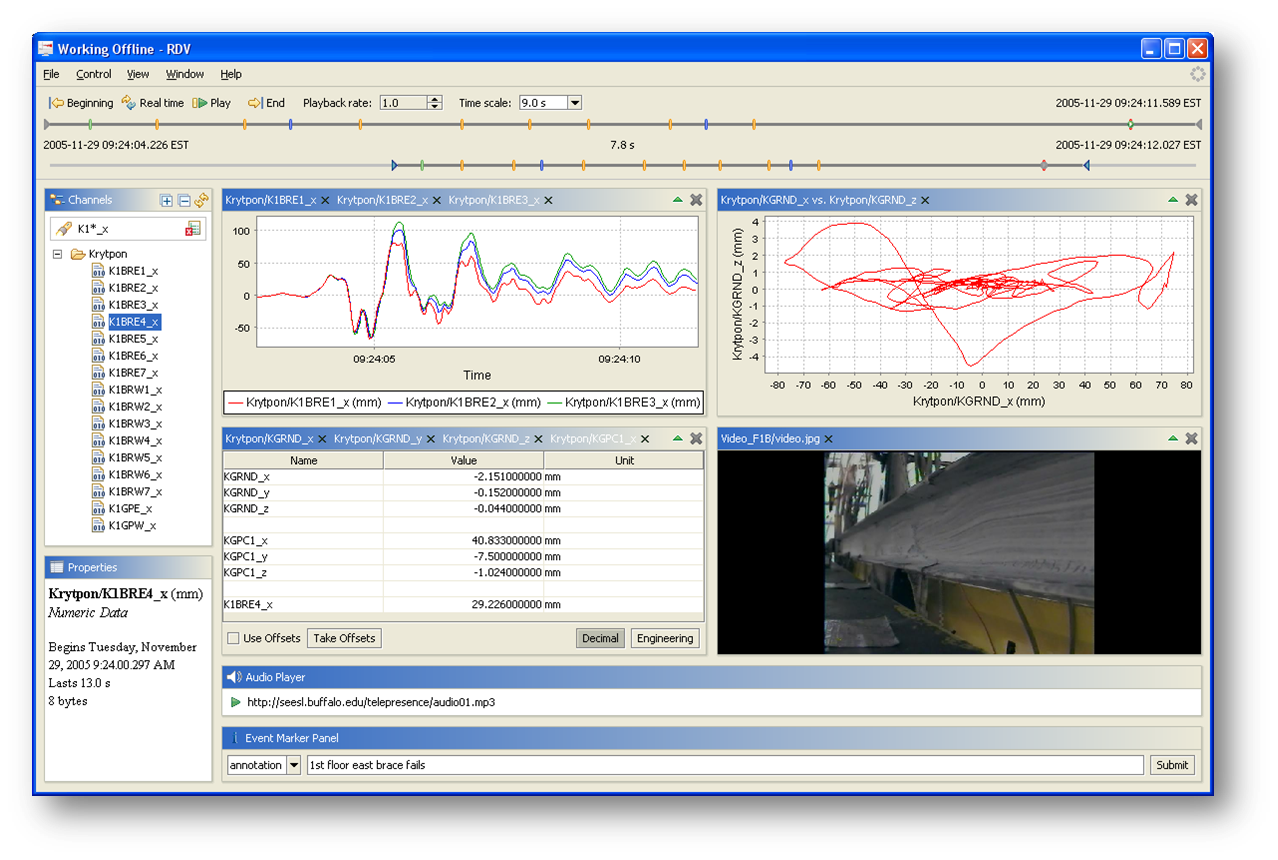 Working Offline - RDV
File Control View Window Help
Beginning Real time Play End Playback rate: 1.0 Time scale: 9.0 s 2005-11-29 09:24:11.589 EST
2005-11-29 09:24:04.226 EST 7.8 s 2005-11-29 09:24:12.027 EST
Channels
K1*_x
Krytpon
K1BRE1_x
K1BRE2_x
K1BRE3_x
K1BRE4_x
K1BRE5_x
K1BRE6_x
K1BRE7_x
K1BRW1_x
K1BRW2_x
K1BRW3_x
K1BRW4_x
K1BRW5_x
K1BRW6_x
K1BRW7_x
K1GPE_x
K1GPW_x
Properties
Krytpon/K1BRE4_x (mm)
Numeric Data
Begins Tuesday, November
29, 2005 9:24.00.297 AM
Lasts 13.0 s
8 bytes
Krytpon/K1BRE1_x Krytpon/K1BRE2_x Krytpon/K1BRE3_x
100
50
0
-50
09:24:05 09:24:10
Time
Krytpon/K1BRE1_x (mm) Krytpon/K1BRE2_x (mm) Krytpon/K1BRE3_x (mm)
Krytpon/KGRND_x vs. Krytpon/KGRND_z
Krytpon/KGRND_z (mm)
4
3
2
1
0
-1
-2
-3
-4
-80 -70 -60 -50 -40 -30 -20 -10 0 10 20 30 40 50 60 70 80
Krytpon/KGRND_x (mm)
Krytpon/KGRND_x Krytpon/KGRND_y Krytpon/KGRND_z Krytpon/KGPC1_x
Name Value Unit
KGRND_x -2.151000000 mm
KGRND_y -0.152000000 mm
KGRND_z -0.044000000 mm
KGPC1_x 40.833000000 mm
KGPC1_y -7.500000000 mm
KGPC1_z -1.024000000 mm
K1BRE4_x 29.226000000 mm
Use Offsets Take Offsets Decimal Engineering
Video_F1B/video.jpg
Audio Player
http://seesl.buffalo.edu/telepresence/audio01.mp3
Event Marker Panel
annotation 1st floor east brace fails Submit